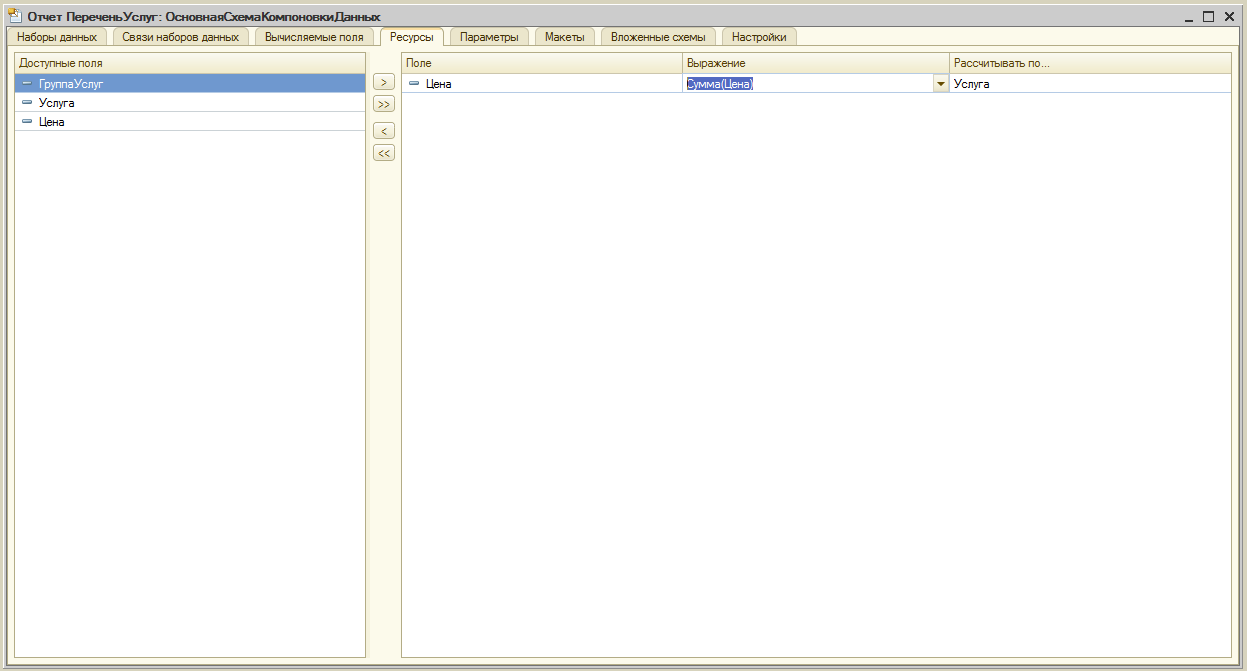 Отчет ПереченьУслуг: ОсновнаяСхемаКомпоновкиДанных
Наборы данных Связи наборов данных Вычисляемые поля Ресурсы Параметры Макеты Вложенные схемы Настройки
Доступные поля
ГруппаУслуг
Услуга
Цена
>
>>
<
<<
Поле Выражение Рассчитывать по...
Цена Сумма(Цена) Услуга